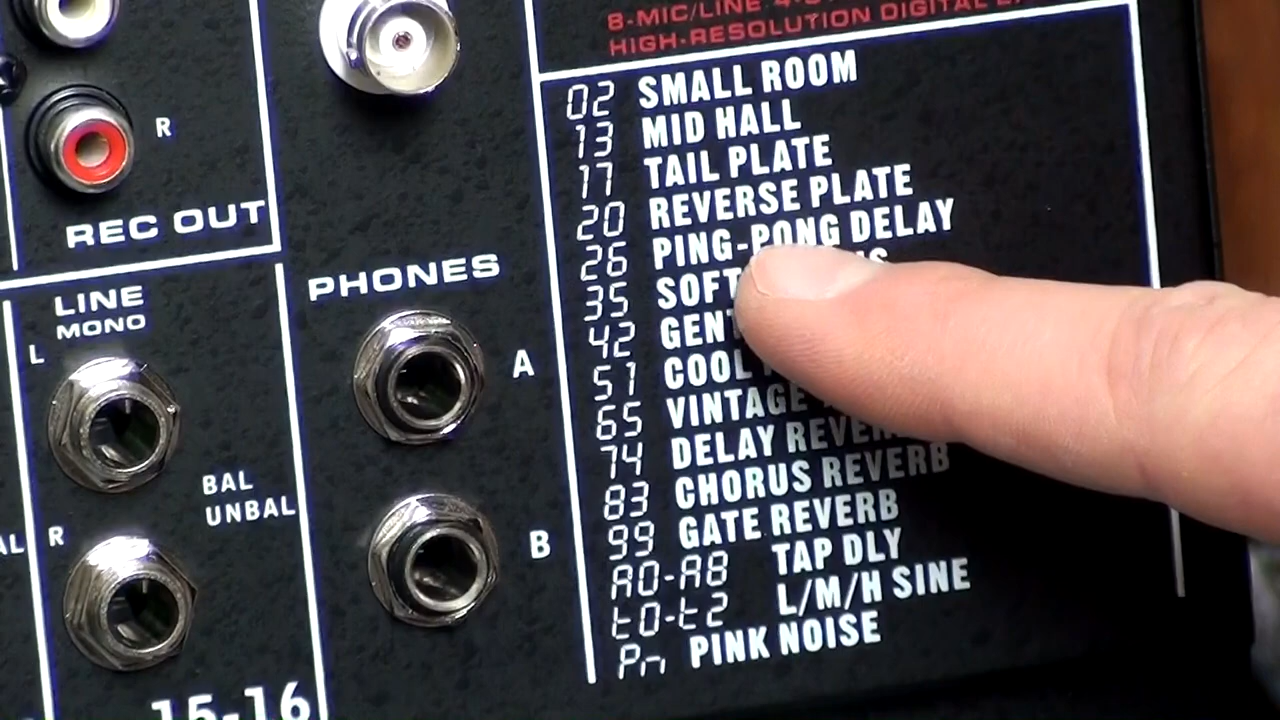 8-MIC/LINE
HIGH-RESOLUTION DIGITAL
02 SMALL ROOM
13 MID HALL
17 TAIL PLATE
20 REVERSE PLATE
26 PING-PONG DELAY
35
42
51 COOL
65 VINTAGE
74 DELAY REVERB
83 CHORUS REVERB
99 GATE REVERB
A0-A8 TAP DLY
t0-t2 L/M/H SINE
Pn PINK NOISE
R
REC OUT
LINE
MONO
L
BAL
UNBAL
R
15-16
PHONES
A
B